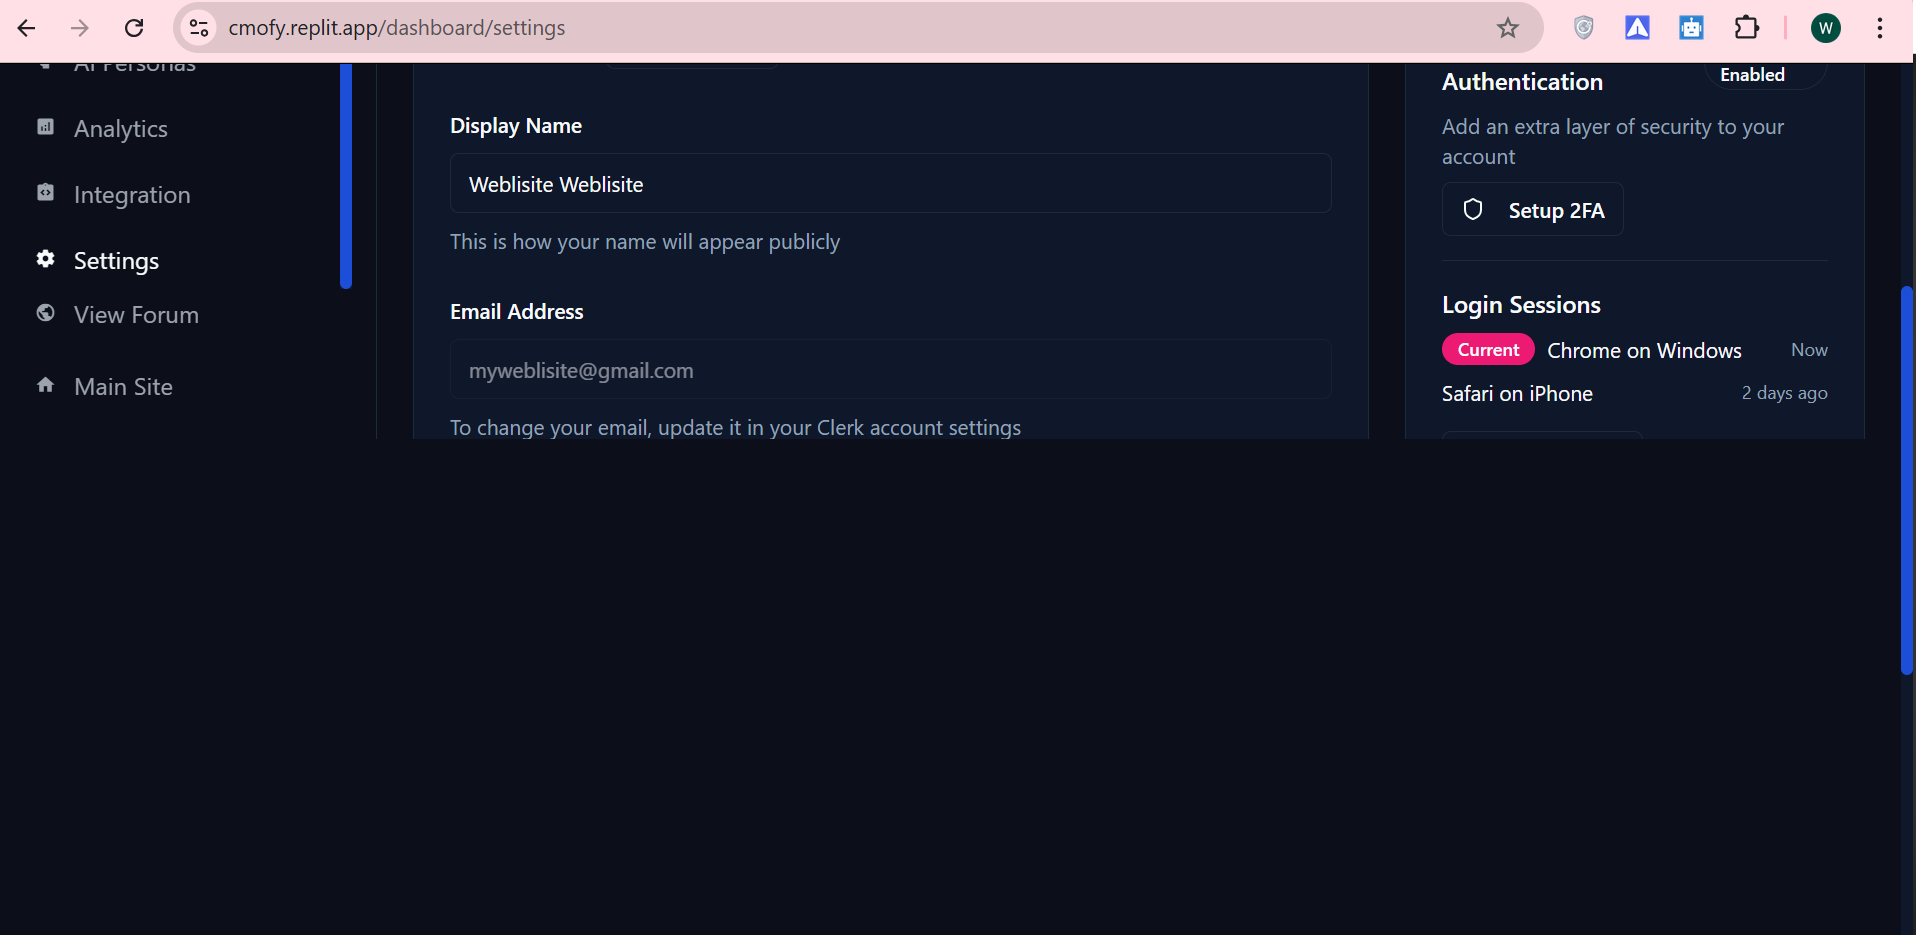 cmofy.replit.app/dashboard/settings
W
AI Personas
Analytics
Integration
Settings
View Forum
Main Site
Display Name
Weblisite Weblisite
This is how your name will appear publicly
Email Address
myweblisite@gmail.com
To change your email, update it in your Clerk account settings
Authentication
Enabled
Add an extra layer of security to your
account
Setup 2FA
Login Sessions
Current Chrome on Windows Now
Safari on iPhone 2 days ago